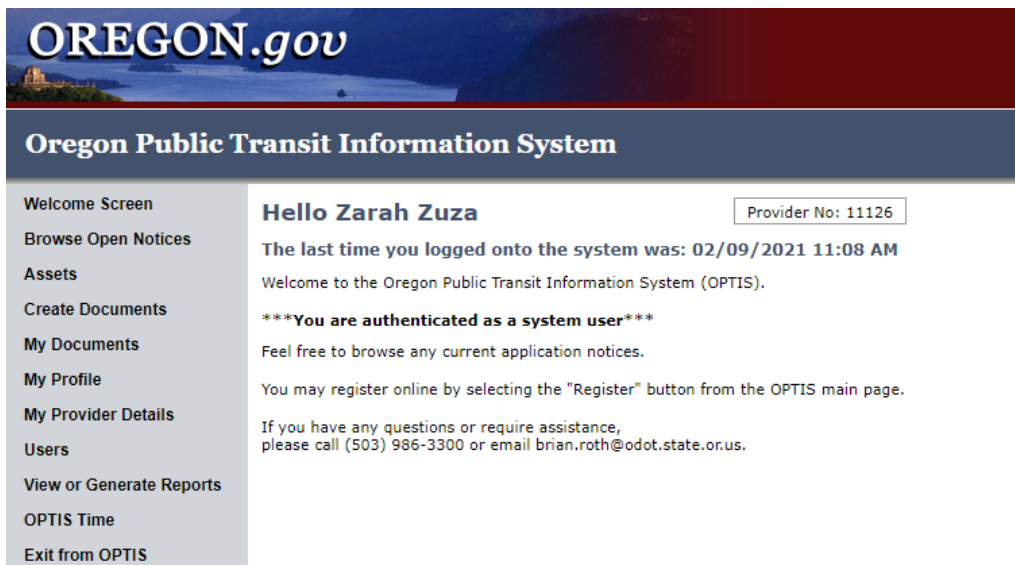 OREGON.gov
Oregon Public Transit Information System
Welcome Screen
Browse Open Notices
Assets
Create Documents
My Documents
My Profile
My Provider Details
Users
View or Generate Reports
OPTIS Time
Exit from OPTIS
Hello Zarah Zuza
Provider No: 11126
The last time you logged onto the system was: 02/09/2021 11:08 AM
Welcome to the Oregon Public Transit Information System (OPTIS).
***You are authenticated as a system user***
Feel free to browse any current application notices.
You may register online by selecting the "Register" button from the OPTIS main page.
If you have any questions or require assistance,
please call (503) 986-3300 or email brian.roth@odot.state.or.us.